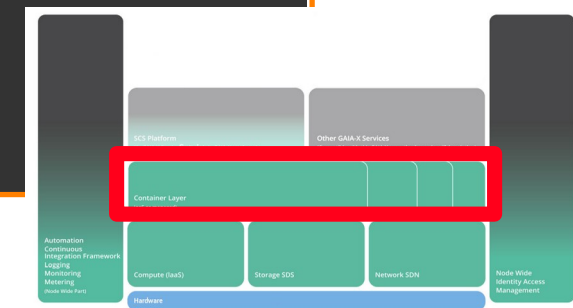 SCS Platform
Other GAIA-X Services
Container Layer
Automation
Continuous
Integration Framework
Logging
Monitoring
Metering
(Node Wide Part)
Compute (IaaS)
Storage SDS
Network SDN
Node Wide
Identity Access
Management
Hardware